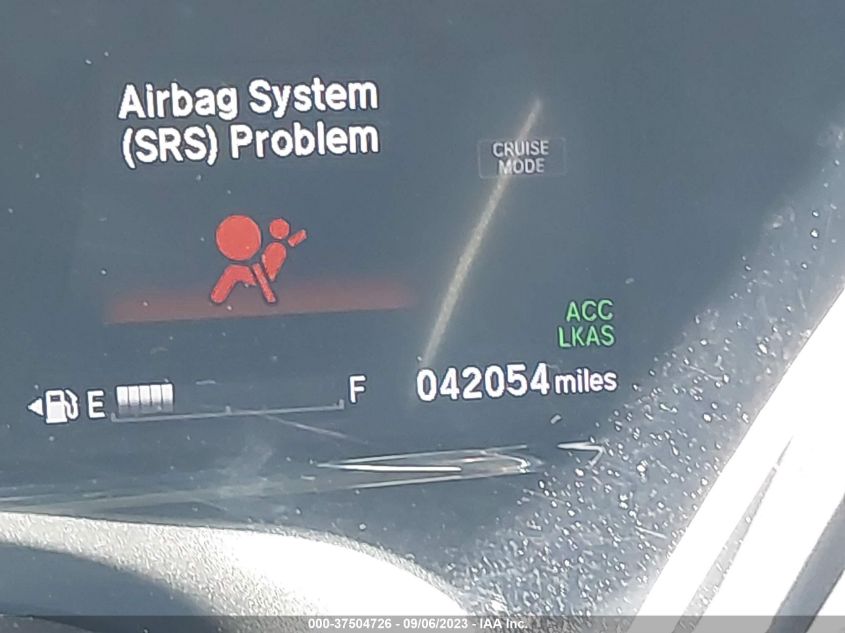 Airbag System
(SRS) Problem
CRUISE
MODE
ACC
LKAS
E
F
042054 miles
000-37504726 - 09/06/2023 - IAA Inc.